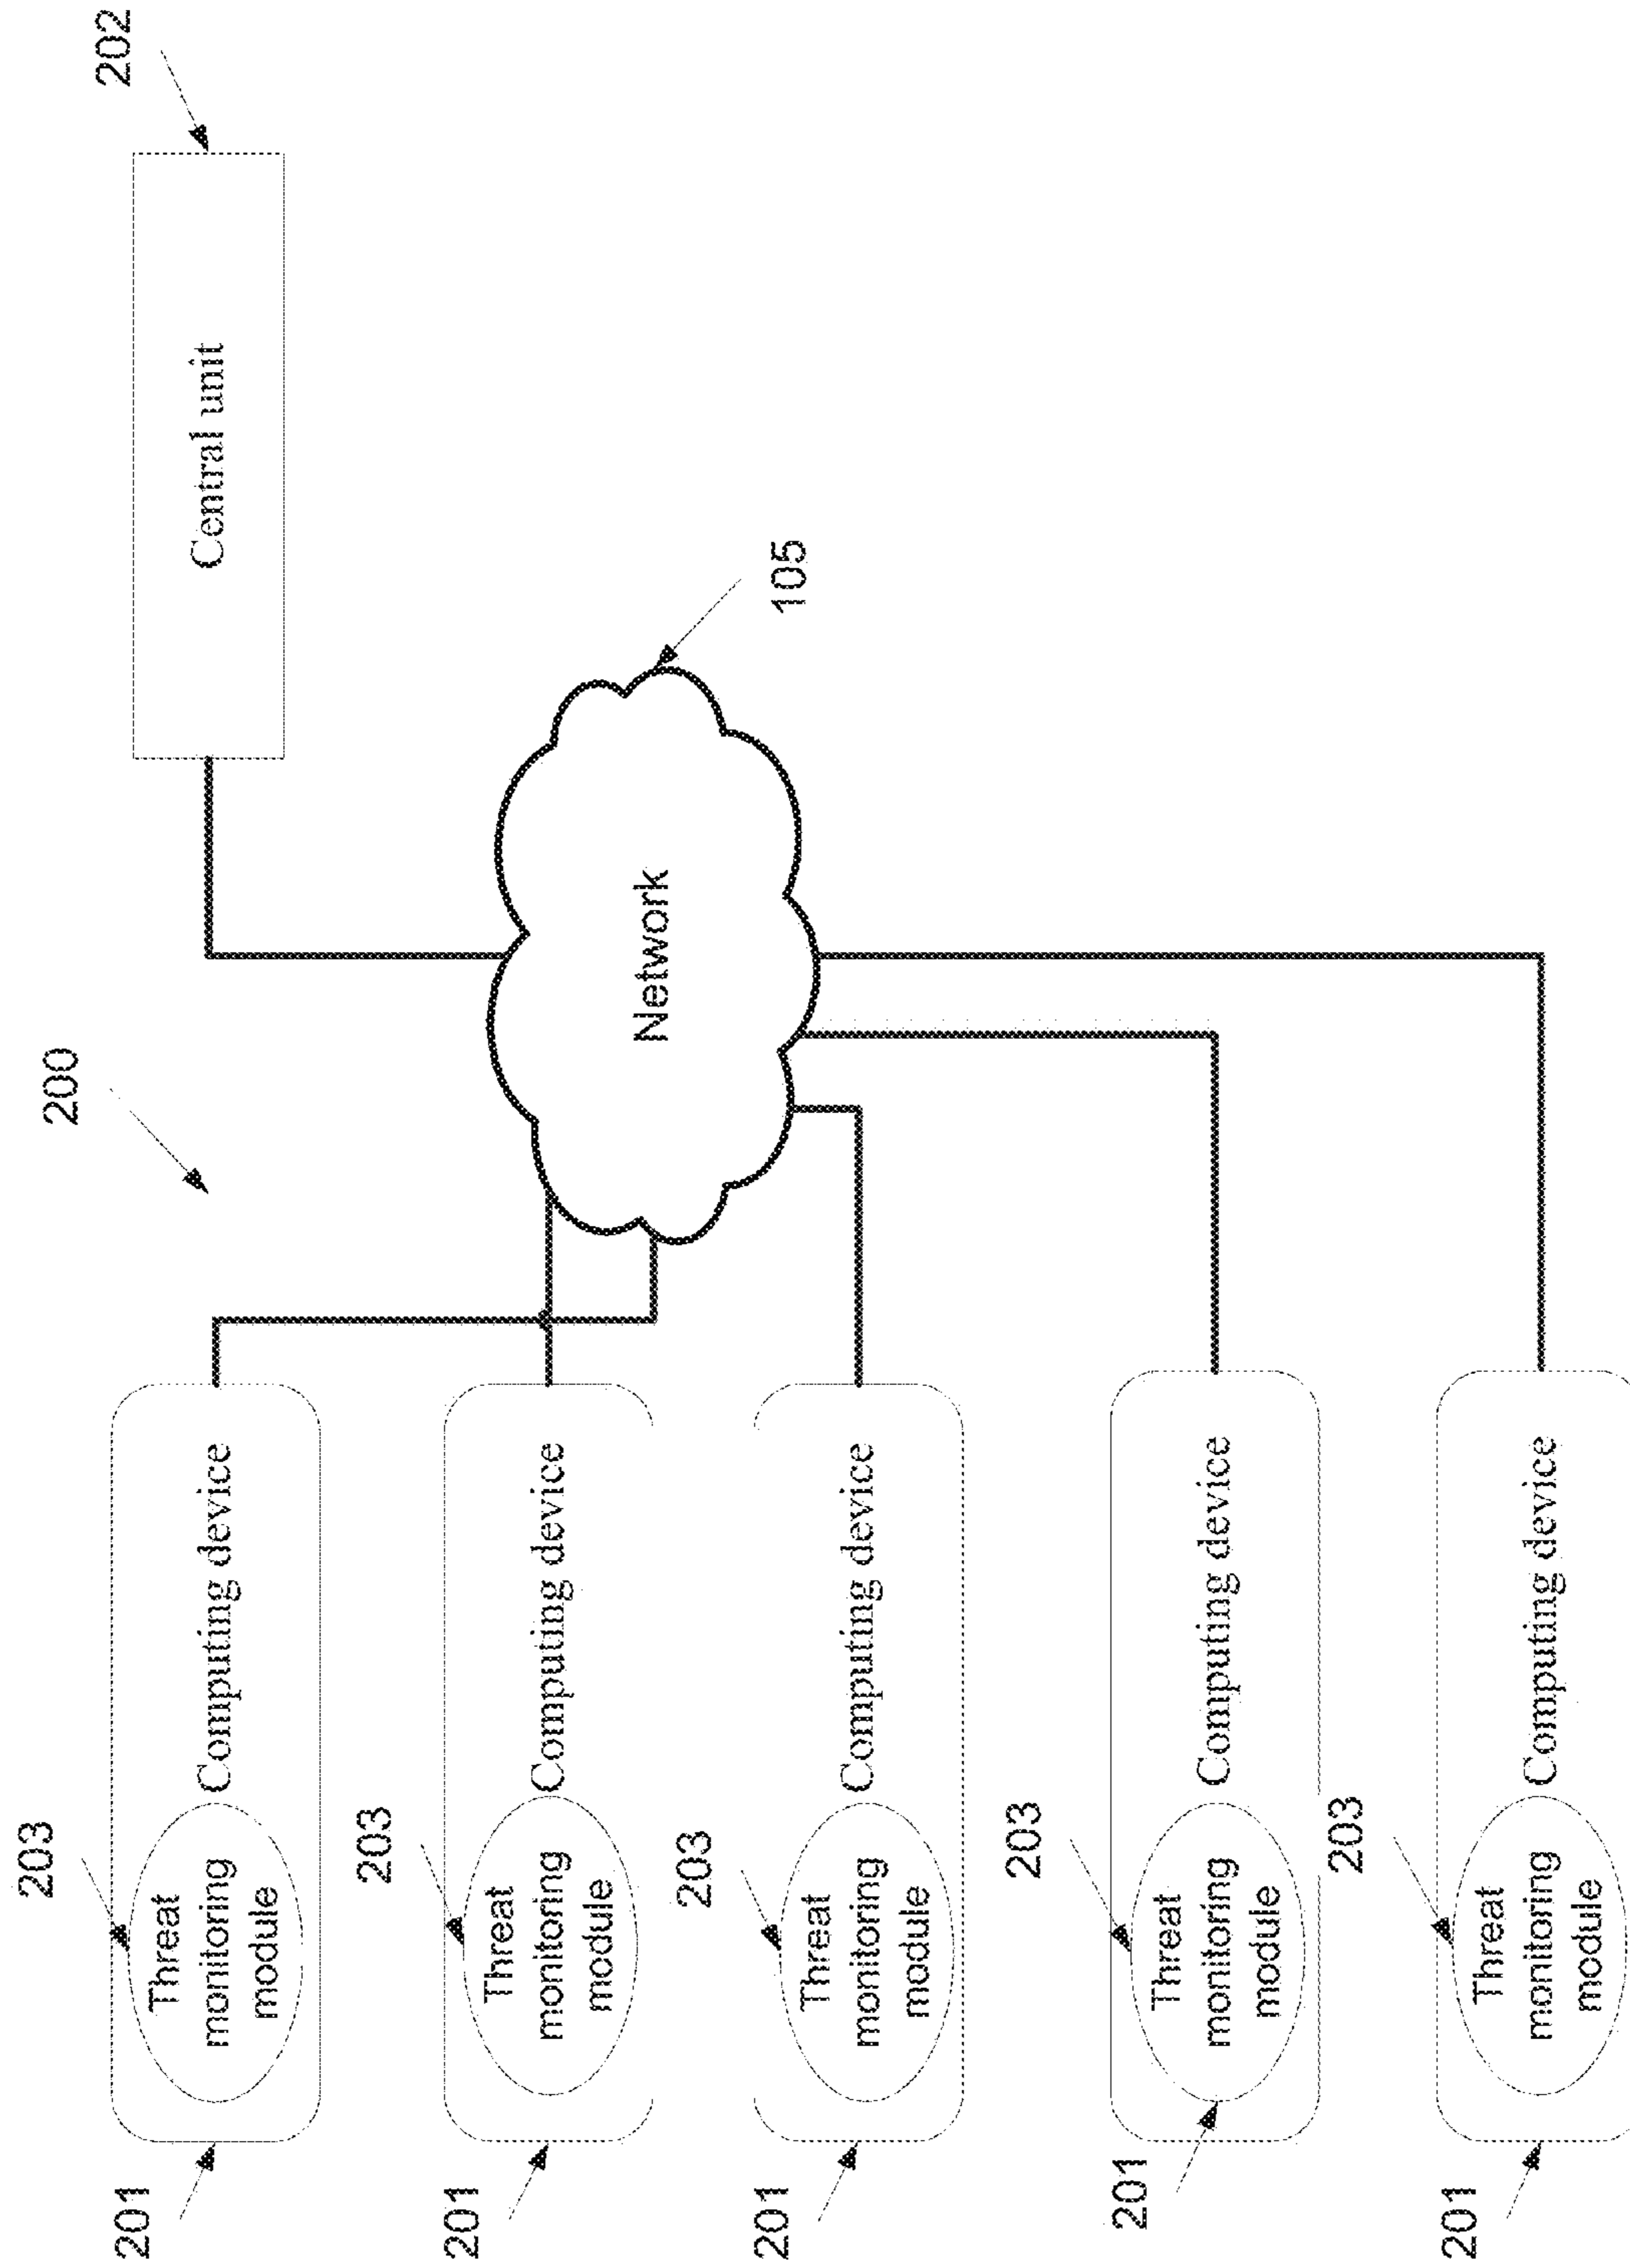 203
200
202
201
Threat
monitoring
module
Computing device
Central unit
203
201
Threat
monitoring
module
Computing device
Network
105
203
201
Threat
monitoring
module
Computing device
203
201
Threat
monitoring
module
Computing device
203
201
Threat
monitoring
module
Computing device